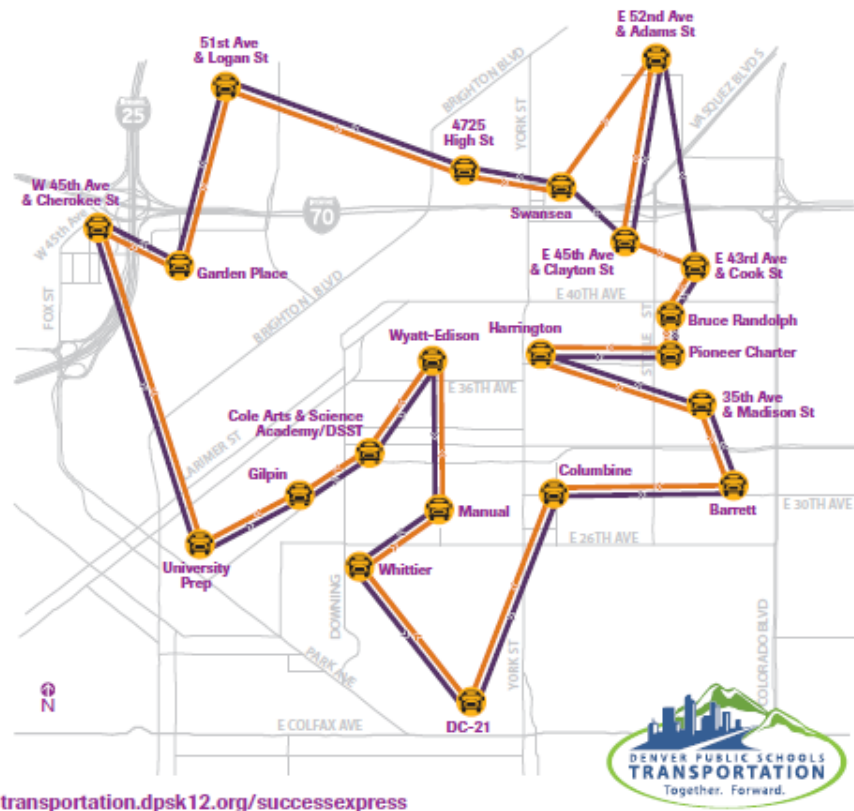 E 52nd Ave
& Adams St
51st Ave
& Logan St
BRIGHTON BLVD
VASQUEZ BLVD S
25
YORK ST
4725
High St
W 45th Ave
& Cherokee St
70
Swansea
W 45th Ave
E 45th Ave
& Clayton St
E 43rd Ave
& Cook St
Garden Place
FOX ST
BRIGHTON BLVD
E 40TH AVE
STEELE ST
Bruce Randolph
Wyatt-Edison
Harrington
Pioneer Charter
E 36TH AVE
35th Ave
& Madison St
Cole Arts & Science
Academy/DSST
LARIMER ST
Gilpin
Columbine
Manual
Barrett
E 30TH AVE
E 26TH AVE
University
Prep
Whittier
DOWNING
PARK AVE
YORK ST
COLORADO BLVD
N
E COLFAX AVE
DC-21
DENVER PUBLIC SCHOOLS
TRANSPORTATION
Together. Forward.
transportation.dpsk12.org/successexpress